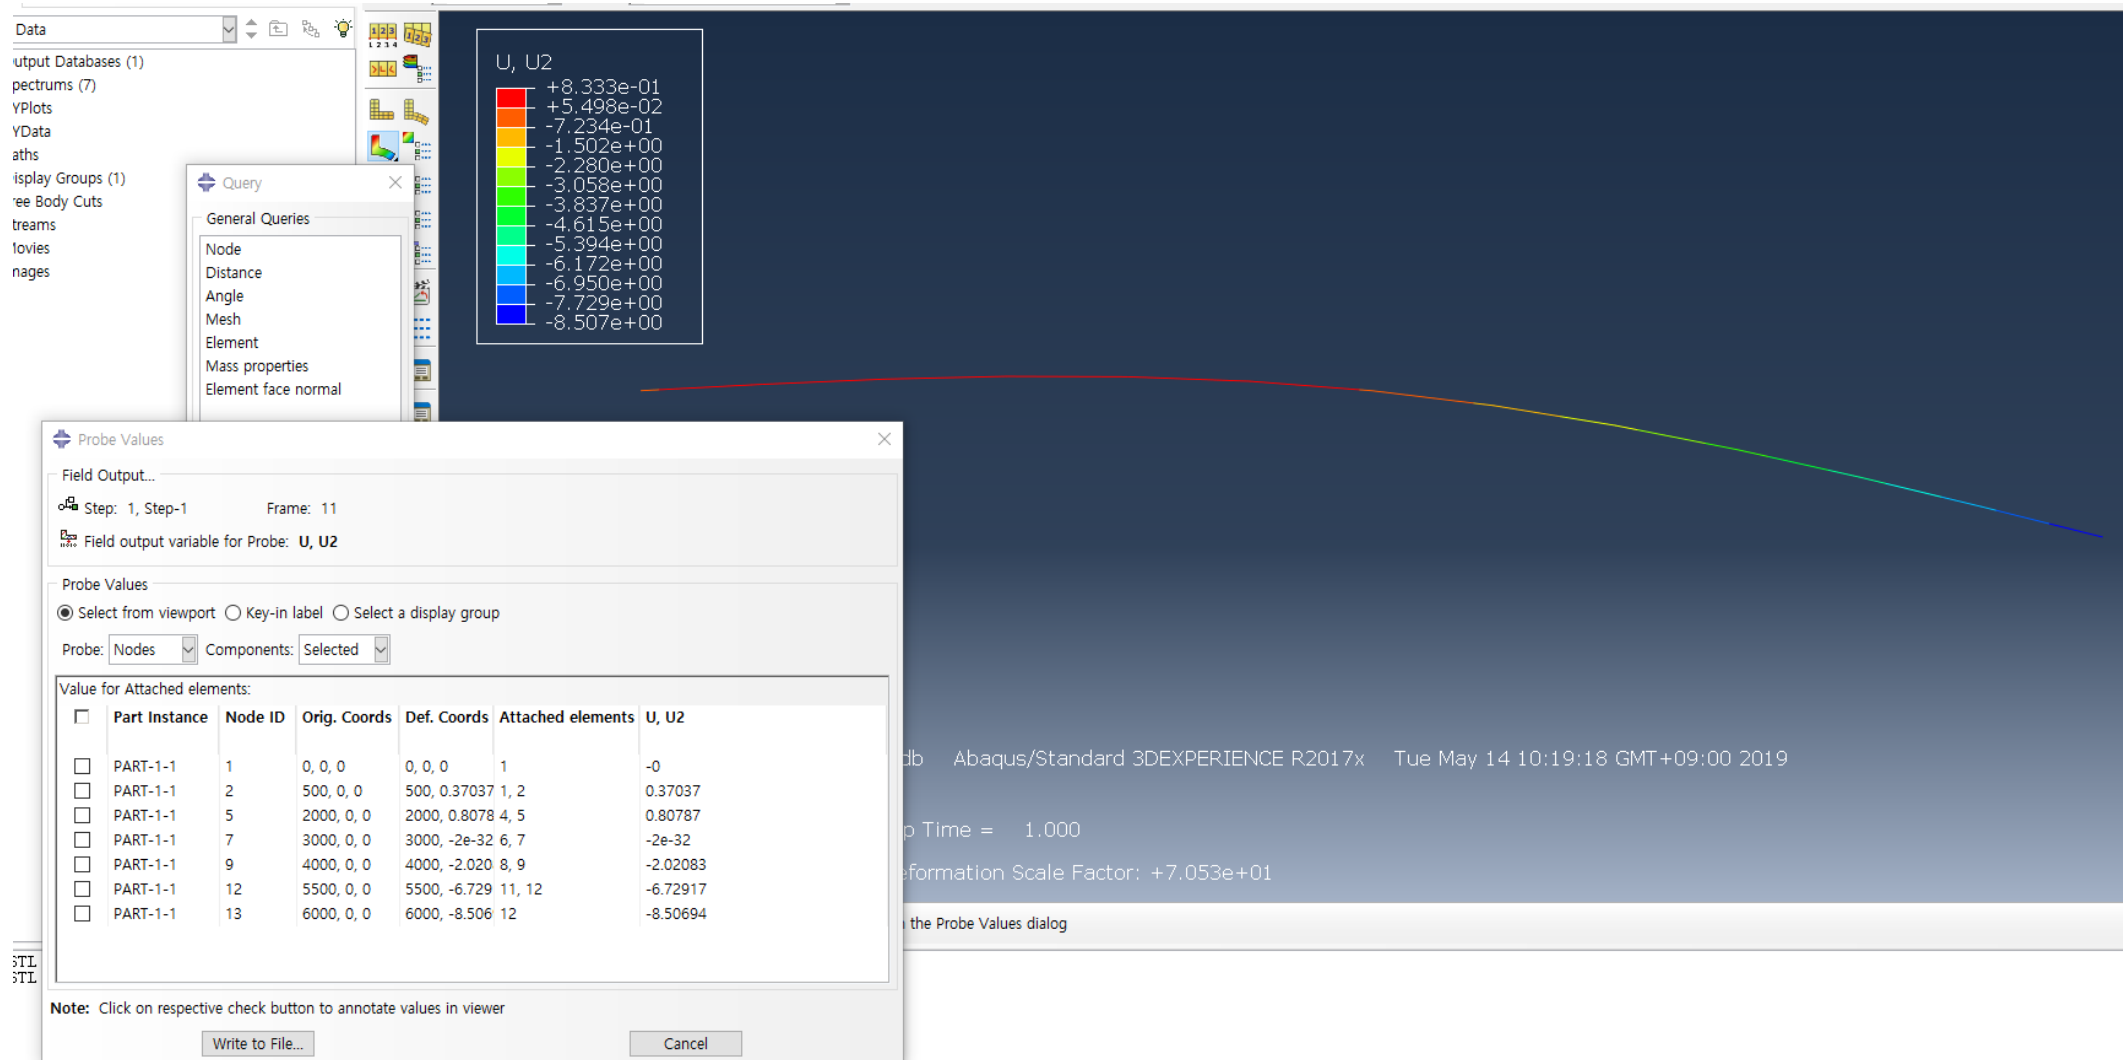 Data
utput Databases (1)
pectrums (7)
YPlots
YData
aths
isplay Groups (1)
ree Body Cuts
treams
Movies
mages
Query
General Queries
Node
Distance
Angle
Mesh
Element
Mass properties
Element face normal
U, U2
+8.333e-01
+5.498e-02
-7.234e-01
-1.502e+00
-2.280e+00
-3.058e+00
-3.837e+00
-4.615e+00
-5.394e+00
-6.172e+00
-6.950e+00
-7.729e+00
-8.507e+00
Probe Values
Field Output...
Step: 1, Step-1 Frame: 11
Field output variable for Probe: U, U2
Probe Values
Select from viewport Key-in label Select a display group
Probe: Nodes Components: Selected
Value for Attached elements:
Part Instance Node ID Orig. Coords Def. Coords Attached elements U, U2
PART-1-1 1 0, 0, 0 0, 0, 0 1 -0
PART-1-1 2 500, 0, 0 500, 0.37037 1, 2 0.37037
PART-1-1 5 2000, 0, 0 2000, 0.8078 4, 5 0.80787
PART-1-1 7 3000, 0, 0 3000, -2e-32 6, 7 -2e-32
PART-1-1 9 4000, 0, 0 4000, -2.020 8, 9 -2.02083
PART-1-1 12 5500, 0, 0 5500, -6.729 11, 12 -6.72917
PART-1-1 13 6000, 0, 0 6000, -8.506 12 -8.50694
Note: Click on respective check button to annotate values in viewer
Write to File... Cancel
db Abaqus/Standard 3DEXPERIENCE R2017x Tue May 14 10:19:18 GMT+09:00 2019
p Time = 1.000
eformation Scale Factor: +7.053e+01
the Probe Values dialog
STL
STL